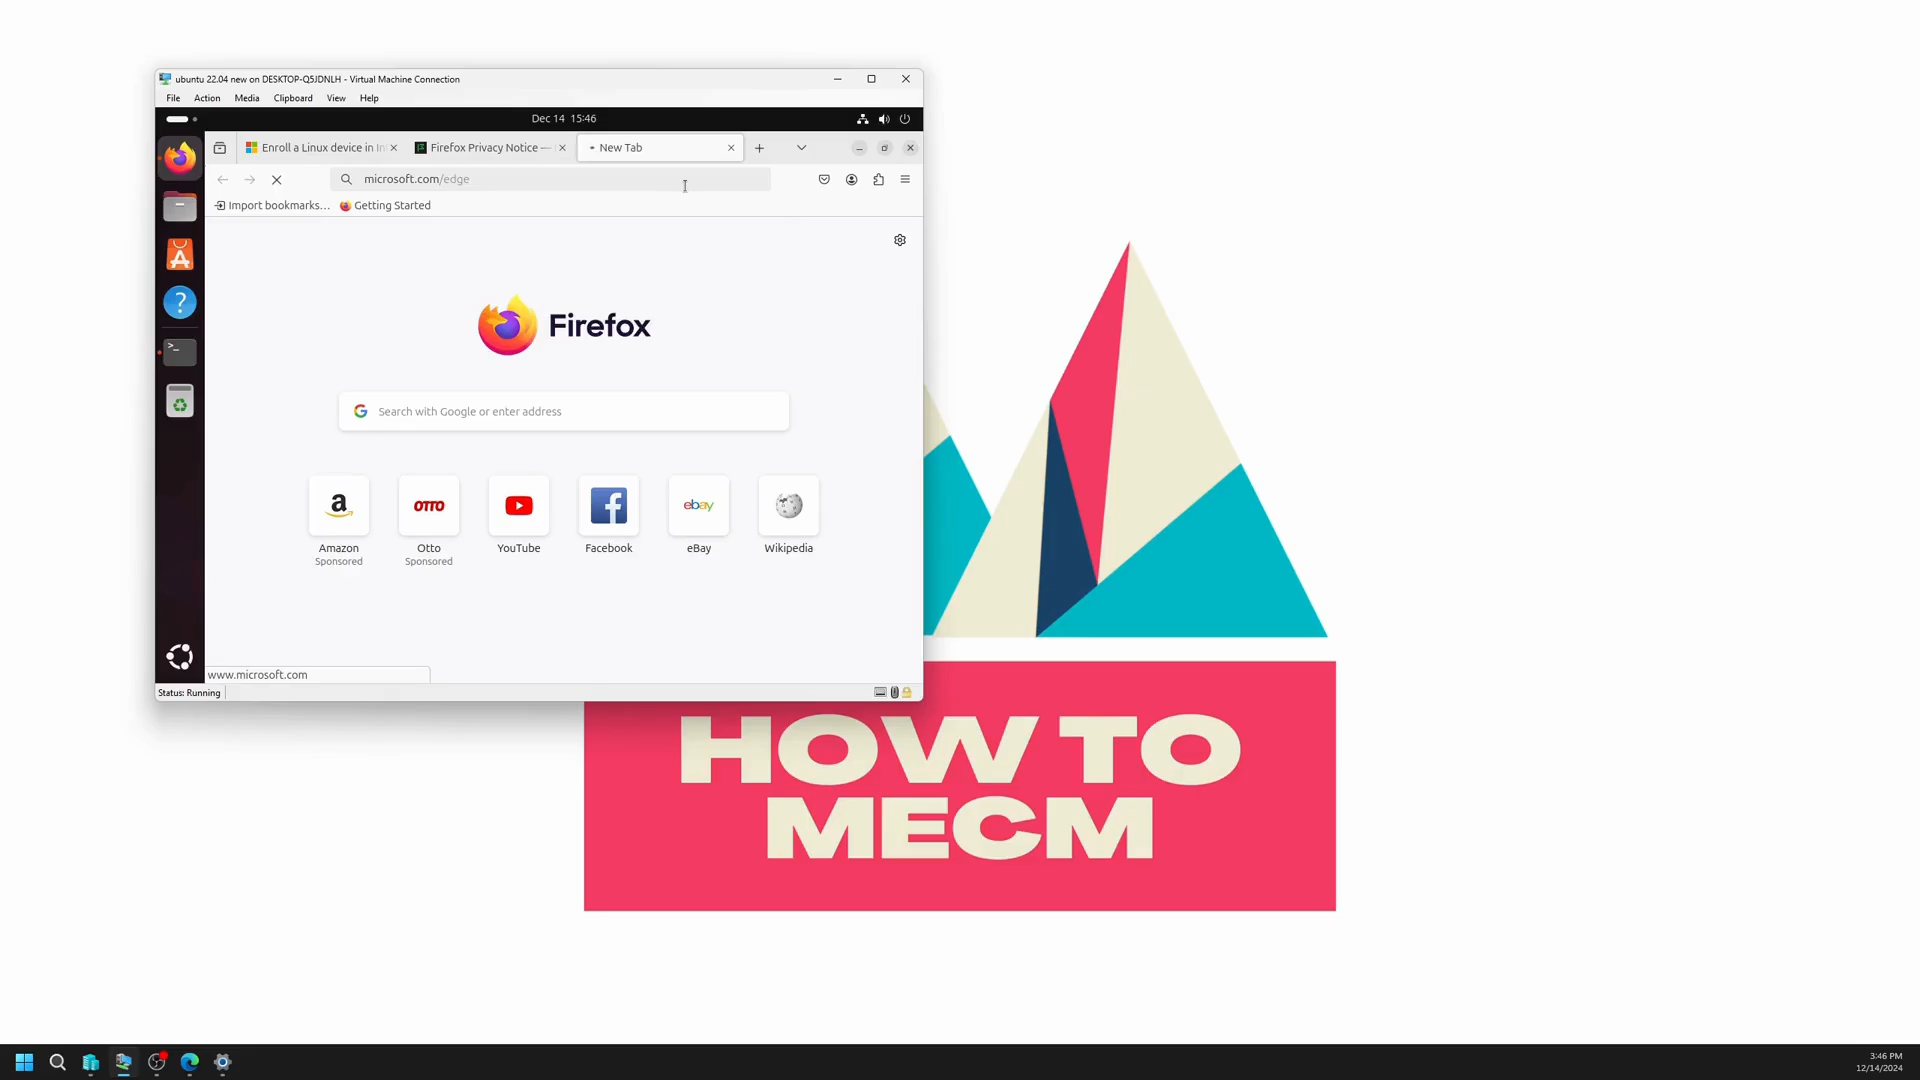 ubuntu 22.04 new on DESKTOP-Q5JDNLH - Virtual Machine Connection
File Action Media Clipboard View Help
Dec 14 15:46
Enroll a Linux device in In
Firefox Privacy Notice —
New Tab
microsoft.com/edge
Import bookmarks...
Getting Started
Firefox
Search with Google or enter address
a
OTTO
ebay
Amazon
Sponsored
Otto
Sponsored
YouTube
Facebook
eBay
Wikipedia
www.microsoft.com
Status: Running
HOW TO
MECM
3:46 PM
12/14/2024